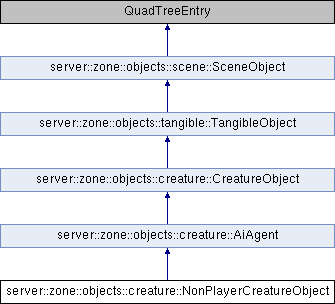 QuadTreeEntry
server::zone::objects::scene::SceneObject
server::zone::objects::tangible::TangibleObject
server::zone::objects::creature::CreatureObject
server::zone::objects::creature::AiAgent
server::zone::objects::creature::NonPlayerCreatureObject